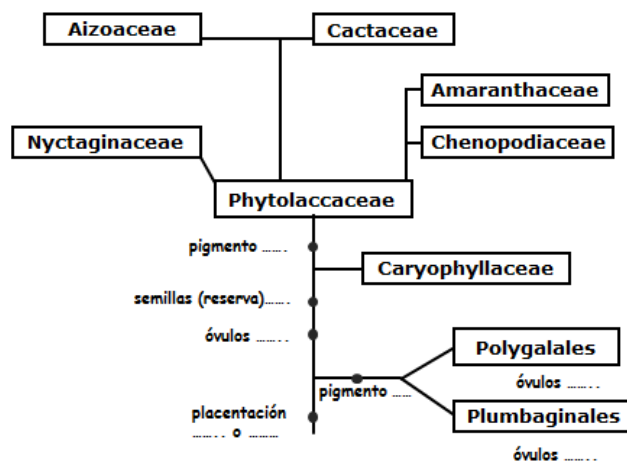 Aizoaceae
Cactaceae
Amaranthaceae
Nyctaginaceae
Chenopodiaceae
Phytolaccaceae
pigmento …….
Caryophyllaceae
semillas (reserva)…….
óvulos ……..
Polygalales
óvulos ……..
pigmento ……
placentación
…….. o ………
Plumbaginales
óvulos ……..